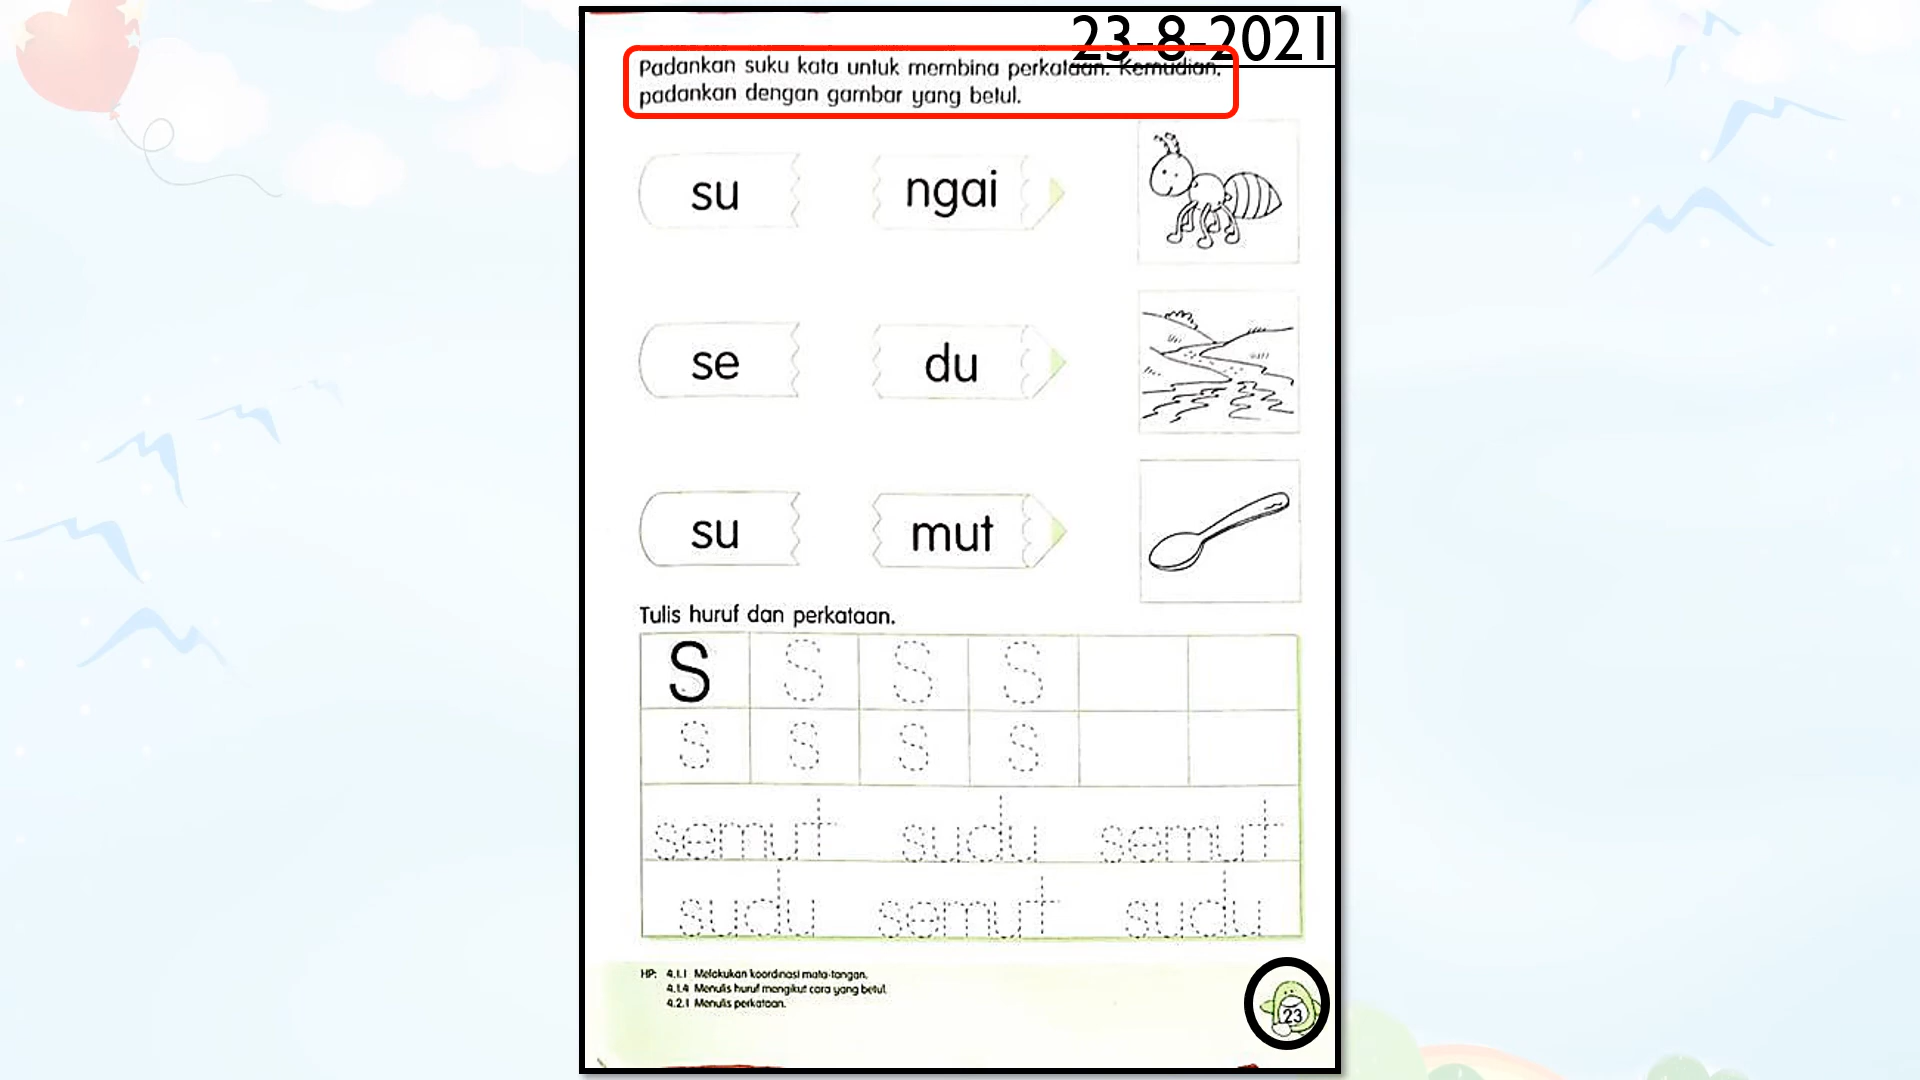 23-8-2021
Padankan suku kata untuk membina perkataan. Kemudian,
padankan dengan gambar yang betul.
su ngai
se du
su mut
Tulis huruf dan perkataan.
S S S S
s s s s
semut sudu semut
sudu semut sudu
HP: 4.1.1 Melakukan koordinasi mata-tangan.
4.1.4 Menulis huruf mengikut cara yang betul.
4.2.1 Menulis perkataan.
23